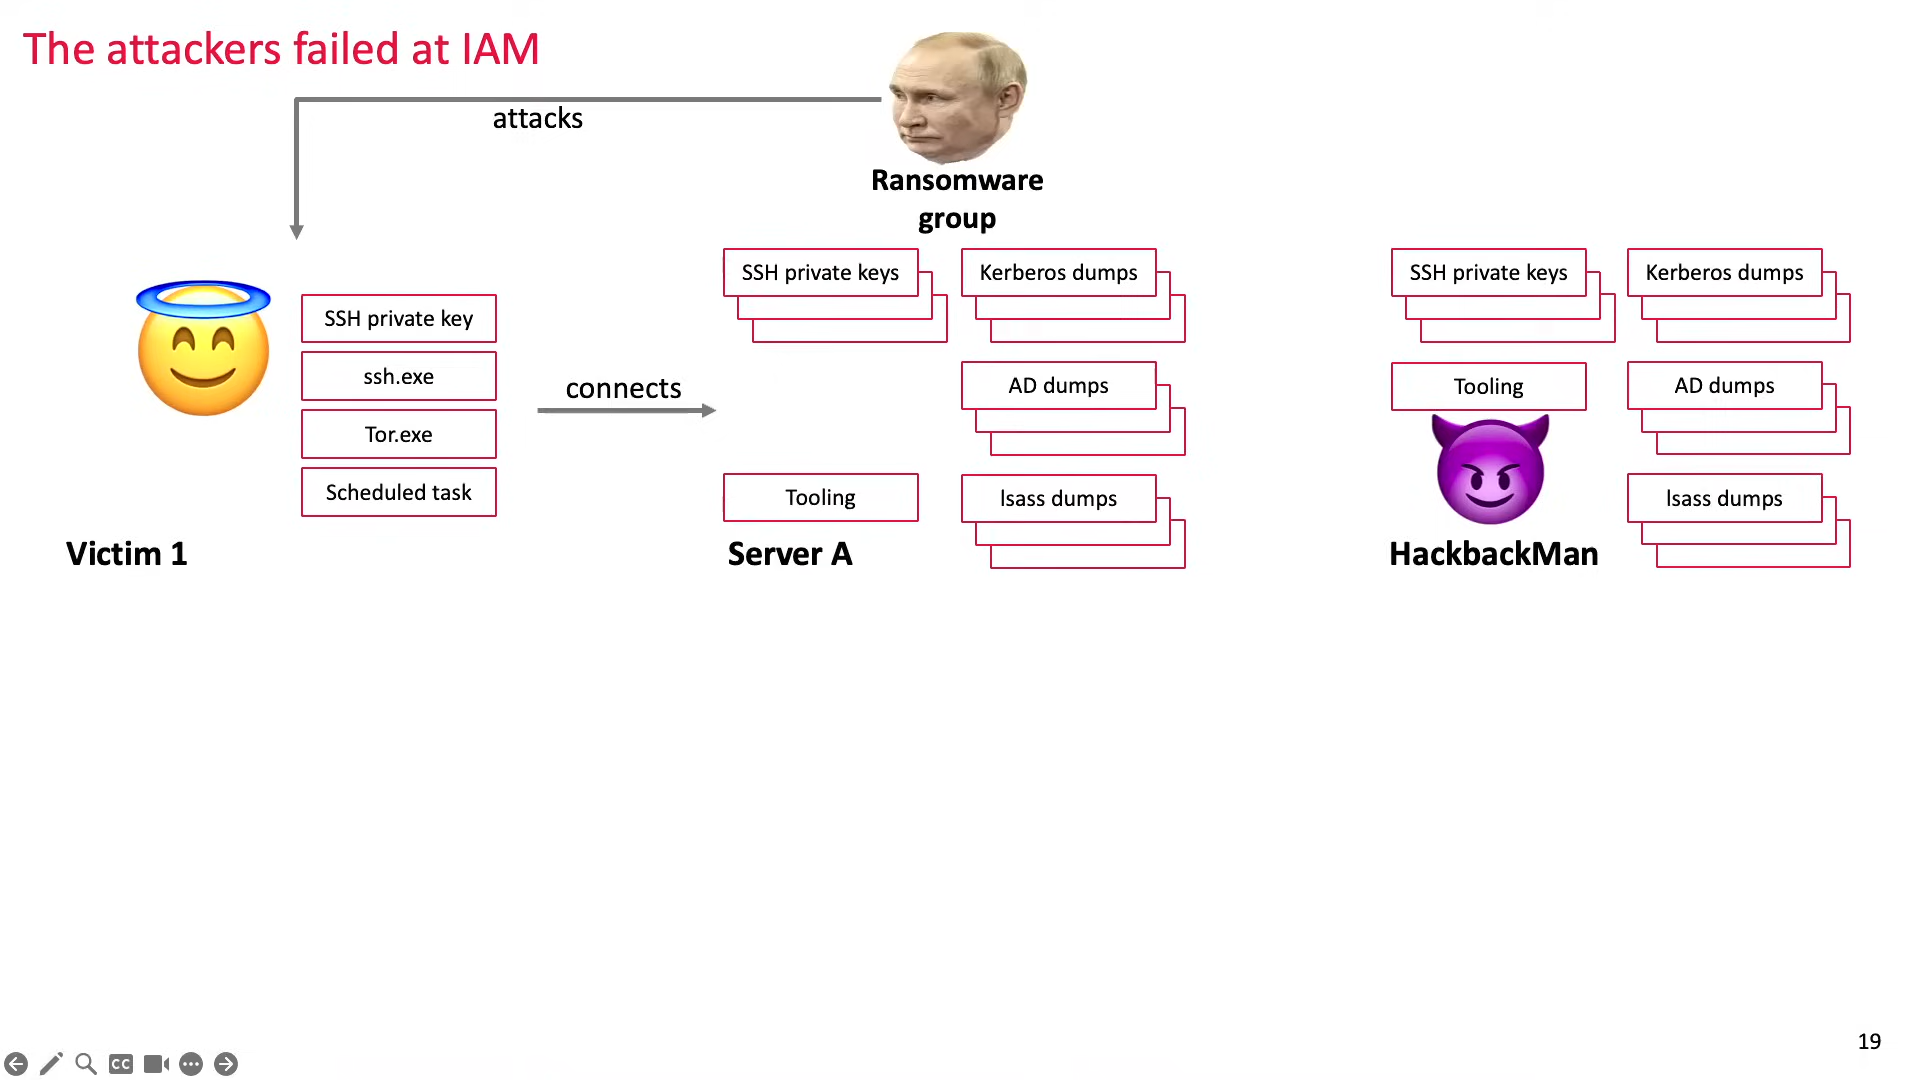 The attackers failed at IAM
attacks
Ransomware
group
SSH private key
ssh.exe
Tor.exe
Scheduled task
Victim 1
connects
SSH private keys
Kerberos dumps
AD dumps
Tooling
lsass dumps
Server A
SSH private keys
Kerberos dumps
Tooling
AD dumps
lsass dumps
HackbackMan
19
CC